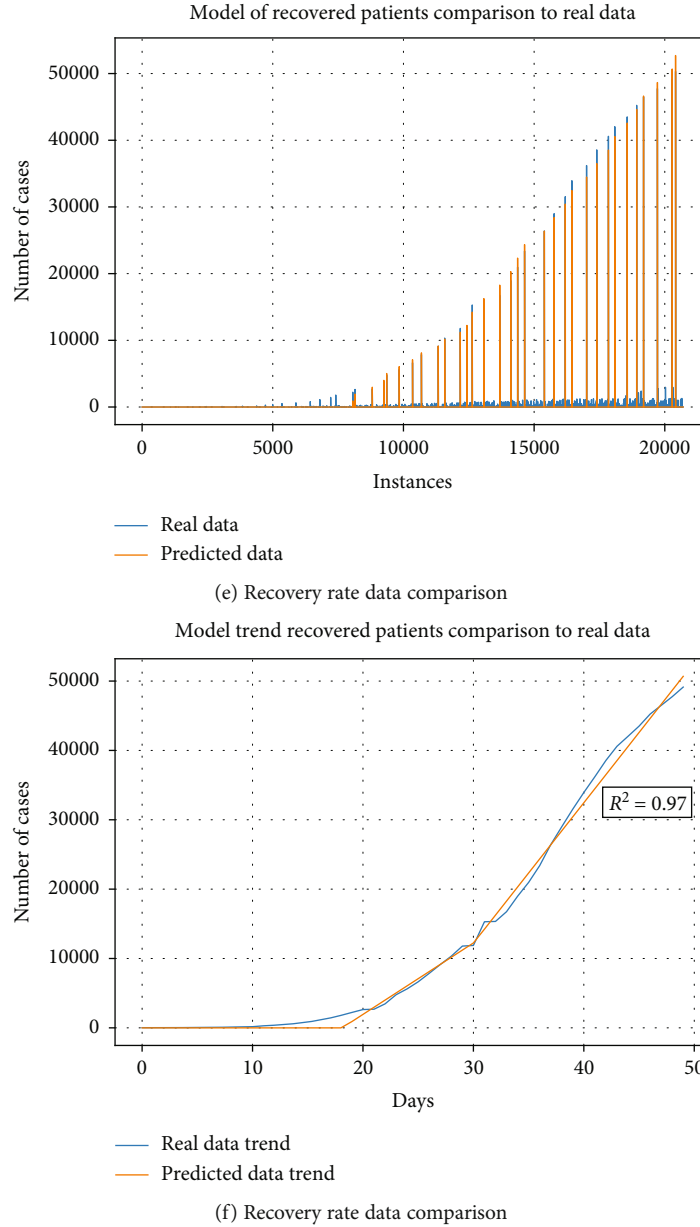 Model of recovered patients comparison to real data
50000
40000
30000
20000
10000
0
Number of cases
0 5000 10000 15000 20000
Instances
Real data
Predicted data
(e) Recovery rate data comparison
Model trend recovered patients comparison to real data
50000
40000
30000
20000
10000
0
Number of cases
R² = 0.97
0 10 20 30 40 50
Days
Real data trend
Predicted data trend
(f) Recovery rate data comparison